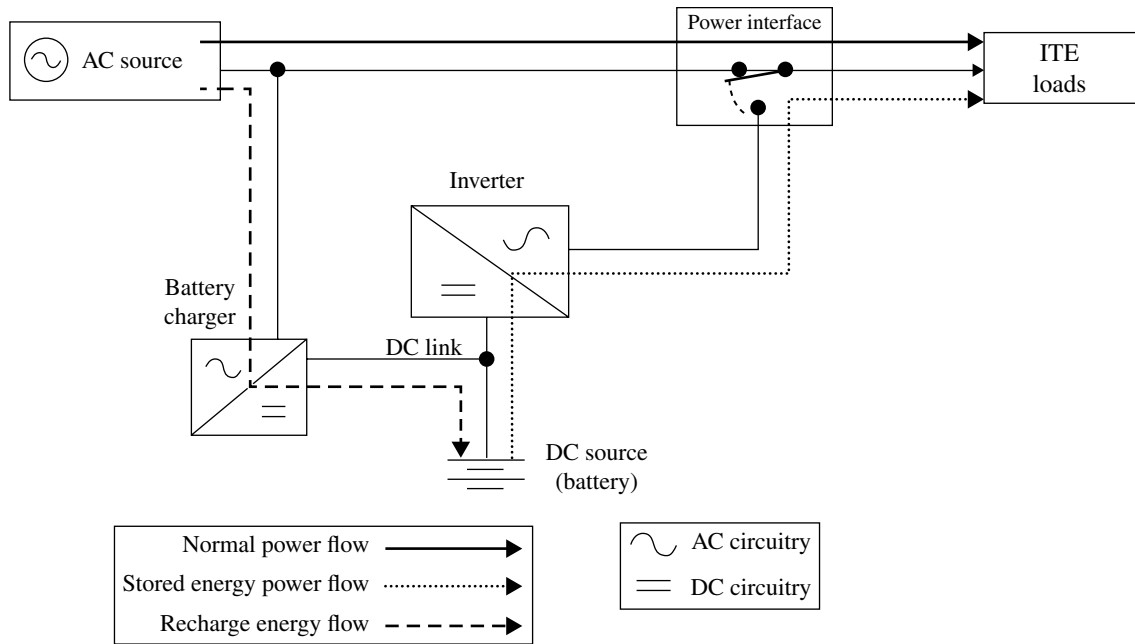 Power interface
AC source
ITE
loads
Inverter
Battery
charger
DC link
DC source
(battery)
Normal power flow
Stored energy power flow
Recharge energy flow
AC circuitry
DC circuitry